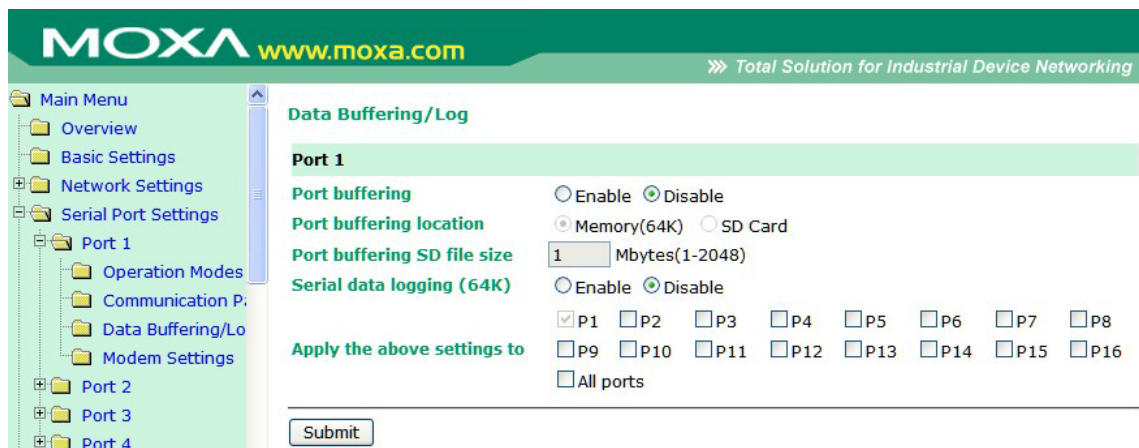 MOXA www.moxa.com
Total Solution for Industrial Device Networking
Main Menu
Overview
Basic Settings
Network Settings
Serial Port Settings
Port 1
Operation Modes
Communication Pa
Data Buffering/Lo
Modem Settings
Port 2
Port 3
Port 4
Data Buffering/Log
Port 1
Port buffering Enable Disable
Port buffering location Memory(64K) SD Card
Port buffering SD file size 1 Mbytes(1-2048)
Serial data logging (64K) Enable Disable
Apply the above settings to
P1 P2 P3 P4 P5 P6 P7 P8
P9 P10 P11 P12 P13 P14 P15 P16
All ports
Submit